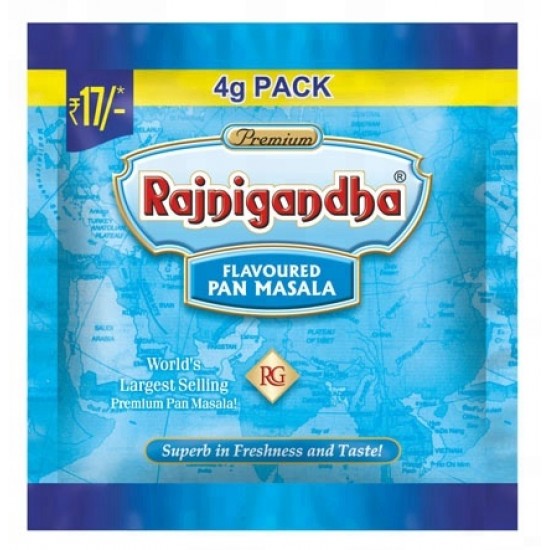 ₹17/-*
4g PACK
Premium
Rajnigandha®
FLAVOURED
PAN MASALA
World's
Largest Selling
Premium Pan Masala!
RG
Superb in Freshness and Taste!